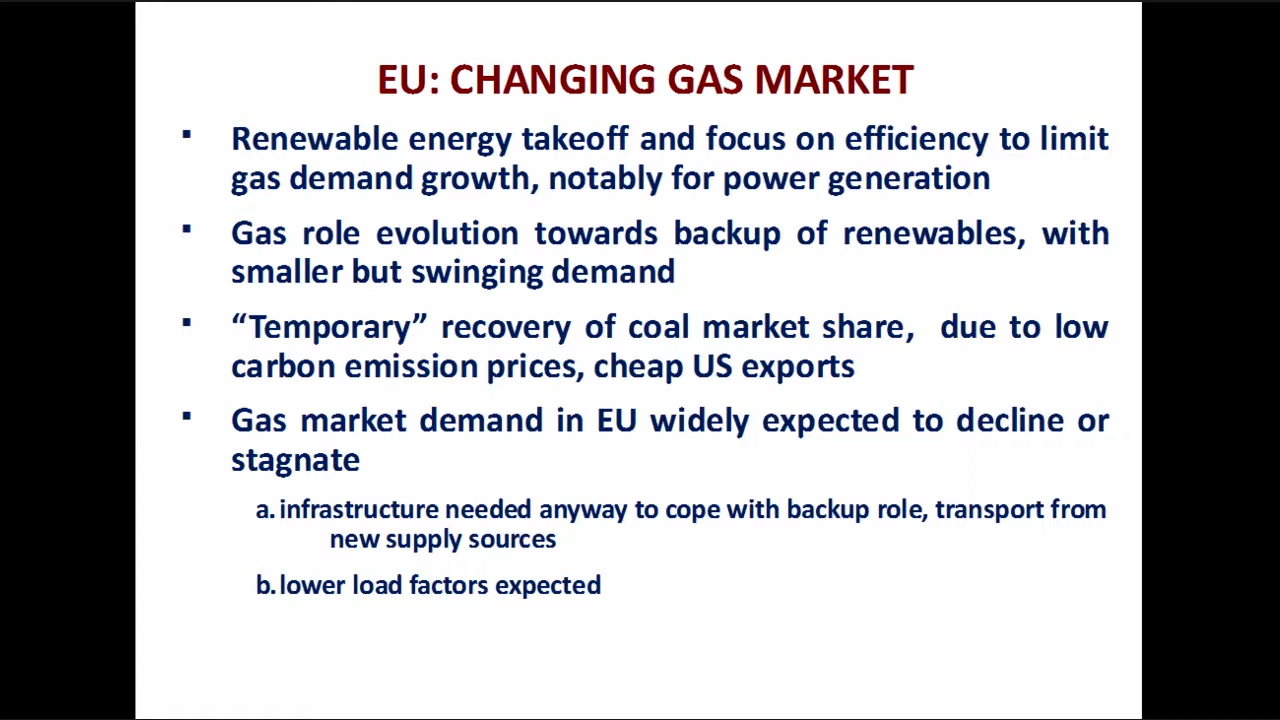 EU: CHANGING GAS MARKET
▪ Renewable energy takeoff and focus on efficiency to limit
gas demand growth, notably for power generation
▪ Gas role evolution towards backup of renewables, with
smaller but swinging demand
▪ “Temporary” recovery of coal market share,  due to low
carbon emission prices, cheap US exports
▪ Gas market demand in EU widely expected to decline or
stagnate
a. infrastructure needed anyway to cope with backup role, transport from
new supply sources
b. lower load factors expected